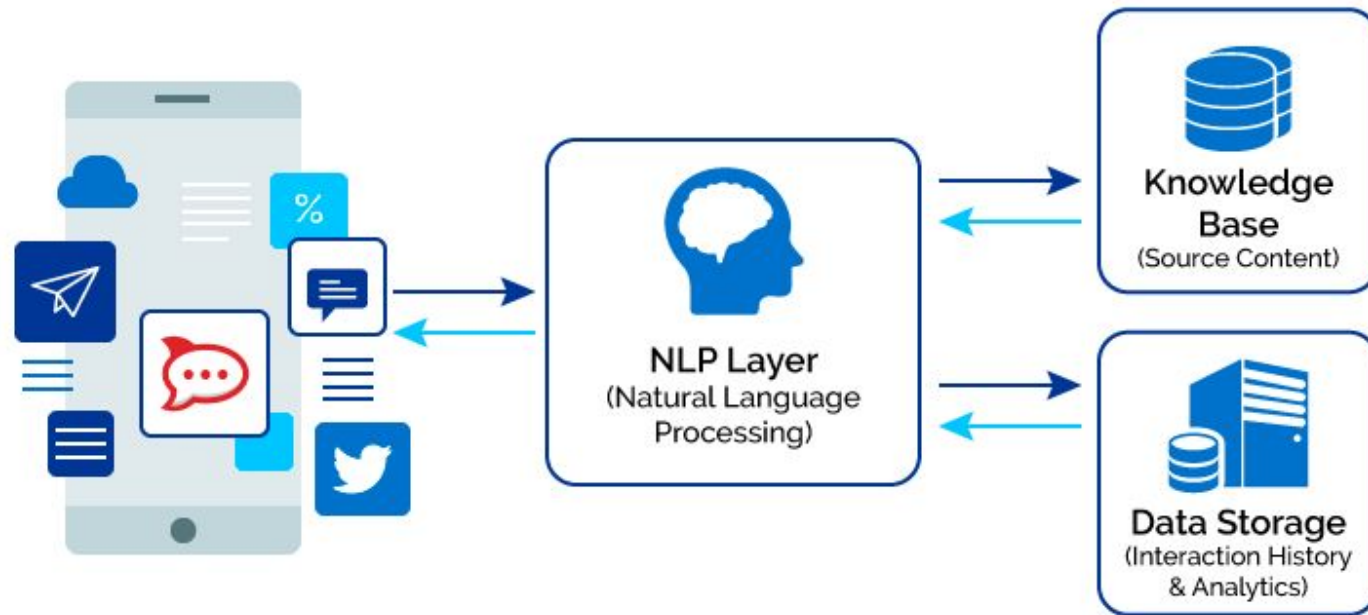 %
NLP Layer
(Natural Language
Processing)
Knowledge
Base
(Source Content)
Data Storage
(Interaction History
& Analytics)